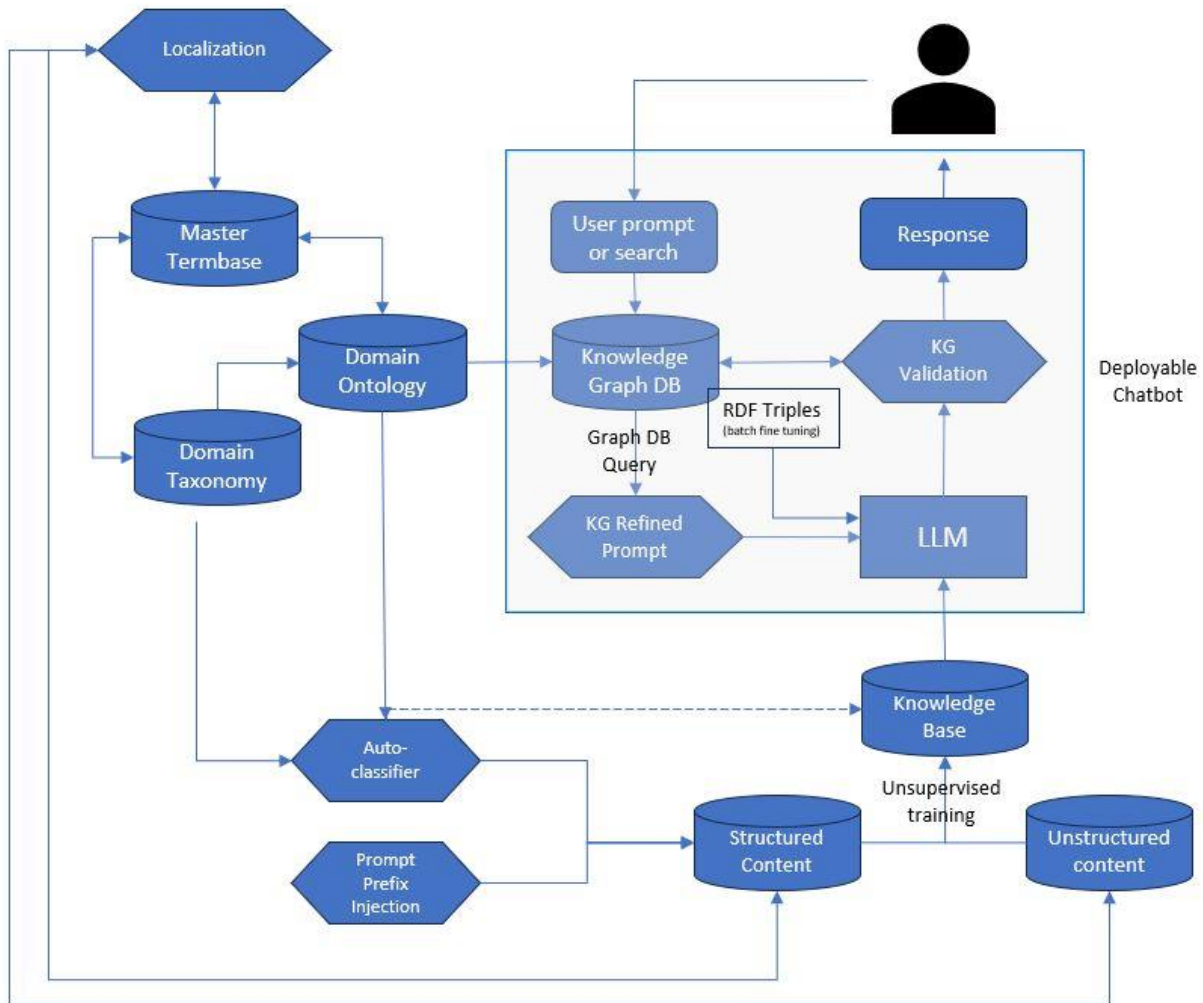 Localization
Master
Termbase
User prompt
or search
Response
Domain
Ontology
Knowledge
Graph DB
KG
Validation
Deployable
Chatbot
RDF Triples
(batch fine tuning)
Graph DB
Query
Domain
Taxonomy
KG Refined
Prompt
LLM
Knowledge
Base
Auto-
classifier
Unsupervised
training
Structured
Content
Unstructured
content
Prompt
Prefix
Injection